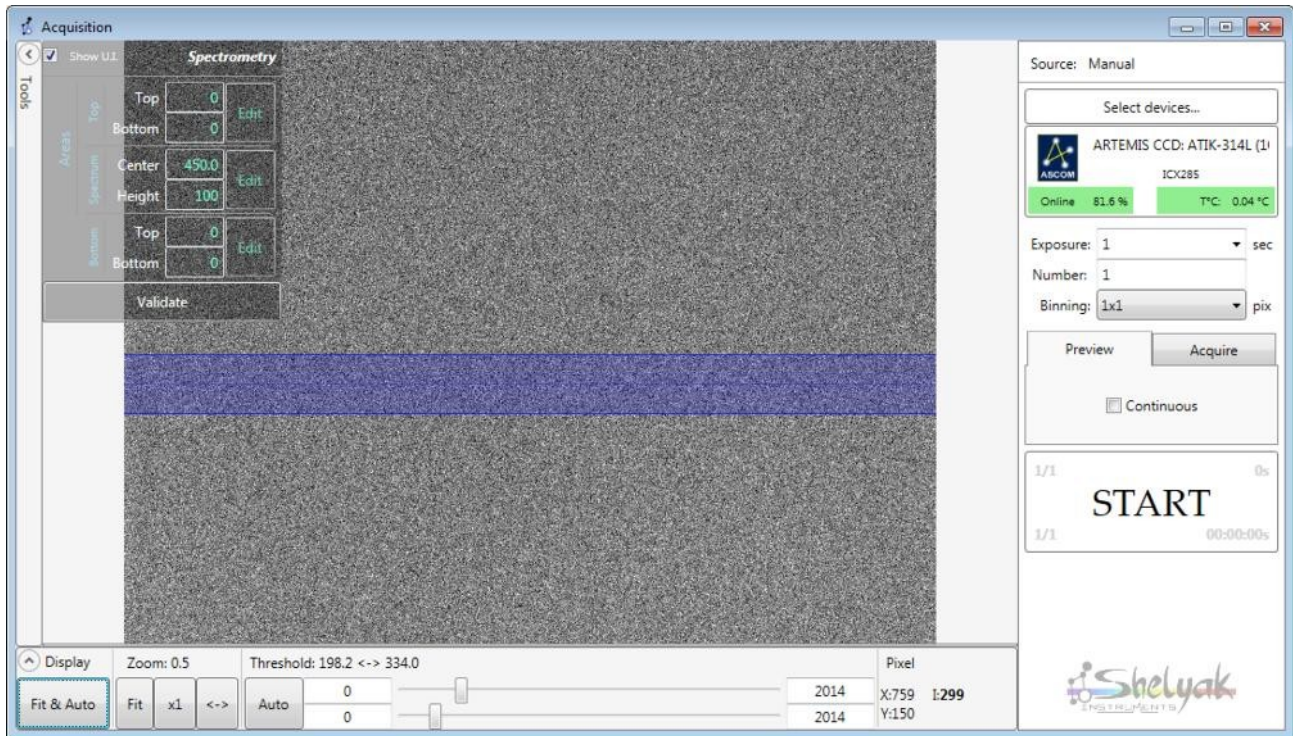 Acquisition
Tools
Show U.I.
Spectrometry
Areas
Top
Top 0
Bottom 0
Edit
Spectrum
Center 450.0
Height 100
Edit
Bottom
Top 0
Bottom 0
Edit
Validate
Source: Manual
Select devices...
ASCOM
ARTEMIS CCD: ATIK-314L (1
ICX285
Online 81.6 %
T°C: 0.04 °C
Exposure: 1 sec
Number: 1
Binning: 1x1 pix
Preview
Acquire
Continuous
1/1 0s
START
1/1 00:00:00s
Display
Zoom: 0.5
Threshold: 198.2 <-> 334.0
Pixel
Fit & Auto
Fit
x1
<->
Auto
0 2014
0 2014
X:759 I:299
Y:150
Shelyak
INSTRUMENTS